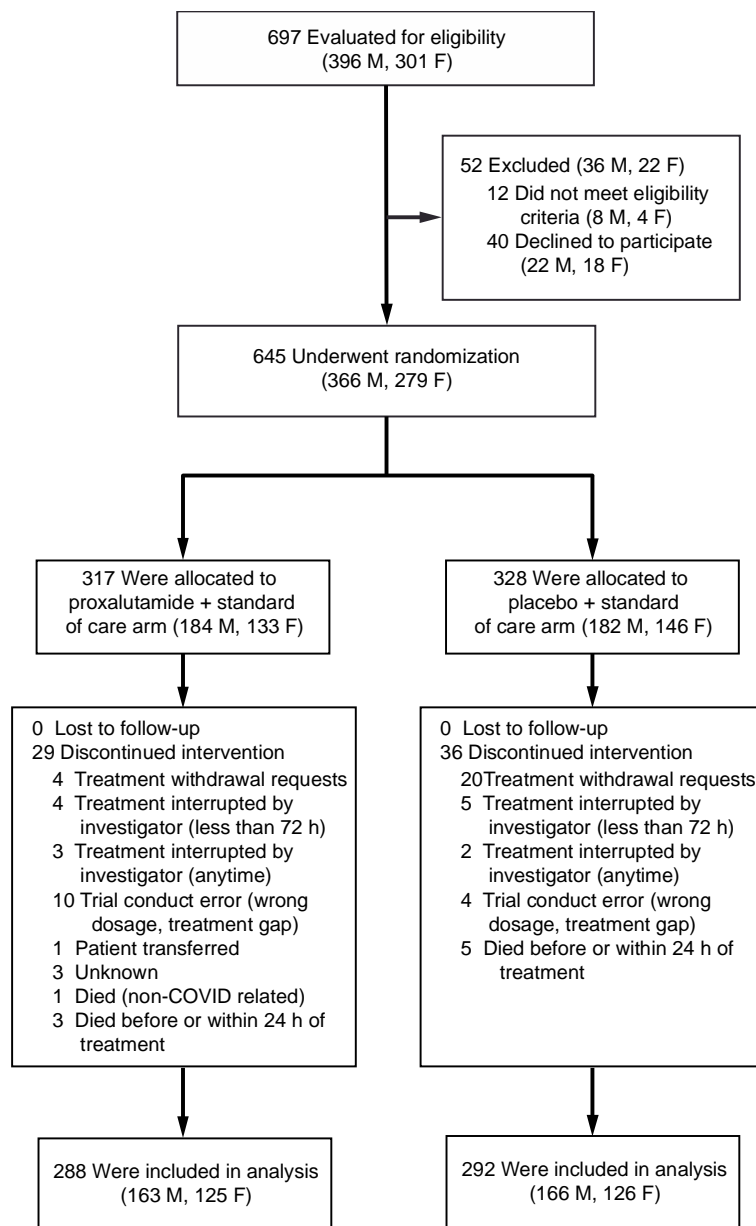 697 Evaluated for eligibility
(396 M, 301 F)
52 Excluded (36 M, 22 F)
12 Did not meet eligibility
criteria (8 M, 4 F)
40 Declined to participate
(22 M, 18 F)
645 Underwent randomization
(366 M, 279 F)
317 Were allocated to
proxalutamide + standard
of care arm (184 M, 133 F)
328 Were allocated to
placebo + standard
of care arm (182 M, 146 F)
0 Lost to follow-up
29 Discontinued intervention
4 Treatment withdrawal requests
4 Treatment interrupted by
investigator (less than 72 h)
3 Treatment interrupted by
investigator (anytime)
10 Trial conduct error (wrong
dosage, treatment gap)
1 Patient transferred
3 Unknown
1 Died (non-COVID related)
3 Died before or within 24 h of
treatment
0 Lost to follow-up
36 Discontinued intervention
20Treatment withdrawal requests
5 Treatment interrupted by
investigator (less than 72 h)
2 Treatment interrupted by
investigator (anytime)
4 Trial conduct error (wrong
dosage, treatment gap)
5 Died before or within 24 h of
treatment
288 Were included in analysis
(163 M, 125 F)
292 Were included in analysis
(166 M, 126 F)